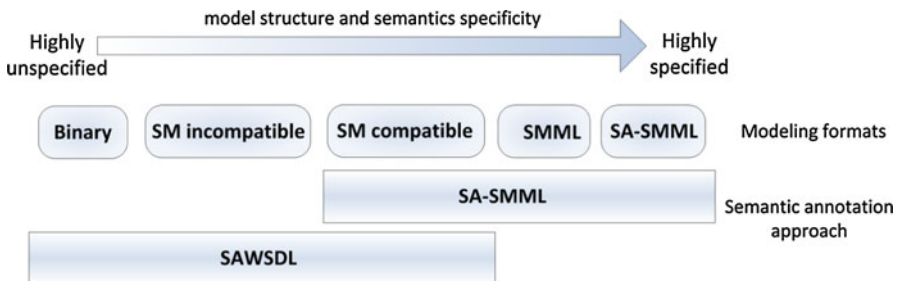 model structure and semantics specificity
Highly
unspecified
Highly
specified
Binary
SM incompatible
SM compatible
SMML
SA-SMML
Modeling formats
SA-SMML
Semantic annotation
approach
SAWSDL